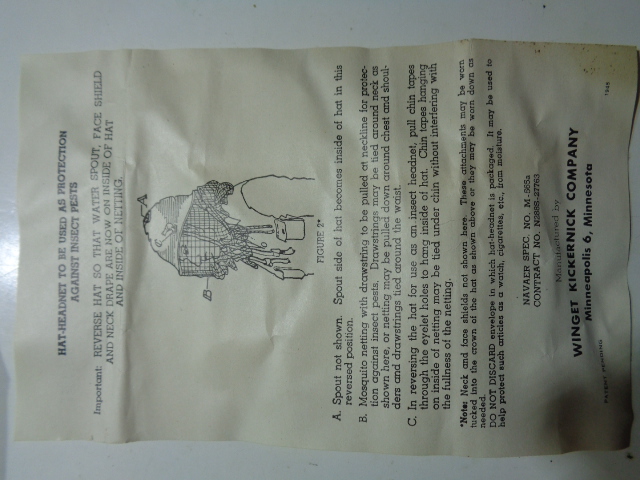 HAT-HEADNET TO BE USED AS PROTECTION
AGAINST INSECT PESTS
Important: REVERSE HAT SO THAT WATER SPOUT, FACE SHIELD
AND NECK DRAPE ARE NOW ON INSIDE OF HAT
AND INSIDE OF NETTING.
A
B
FIGURE 2*
A. Spout not shown. Spout side of hat becomes inside of hat in this
reversed position.
B. Mosquito netting with drawstring to be pulled at neckline for protec-
tion against insect pests. Drawstrings may be tied around neck as
shown here, or netting may be pulled down around chest and shoul-
ders and drawstrings tied around the waist.
C. In reversing the hat for use as an insect headnet, pull chin tapes
through the eyelet holes to hang inside of hat. Chin tapes hanging
on inside of netting may be tied under chin without interfering with
the fullness of the netting.
*Note: Neck and face shields not shown here. These attachments may be worn
tucked into the crown of the hat as shown above or they may be worn down as
needed.
DO NOT DISCARD envelope in which hat-headnet is packaged. It may be used to
help protect such articles as a watch, cigarettes, etc., from moisture.
NAVAER SPEC. NO. M-565a
CONTRACT NO. N288S-27763
Manufactured by
WINGET KICKERNICK COMPANY
Minneapolis 6, Minnesota
PATENT PENDING
1945